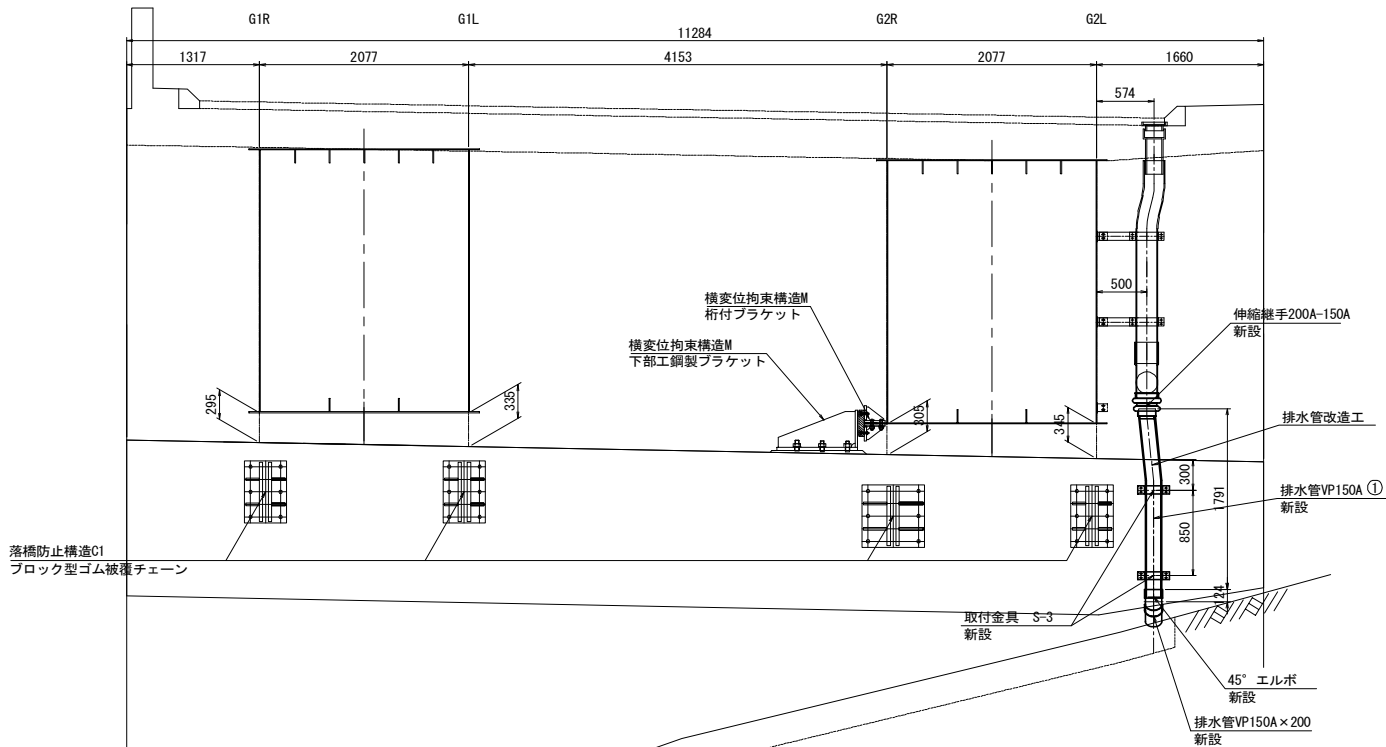 G1R
G1L
G2R
G2L
11284
1317
2077
4153
2077
1660
574
500
横変位拘束構造M
桁付ブラケット
伸縮継手200A-150A
新設
横変位拘束構造M
下部工鋼製ブラケット
295
335
305
345
排水管改造工
300
1791
排水管VP150A ①
新設
850
落橋防止構造C1
ブロック型ゴム被覆チェーン
124
取付金具 S-3
新設
45° エルボ
新設
排水管VP150A×200
新設